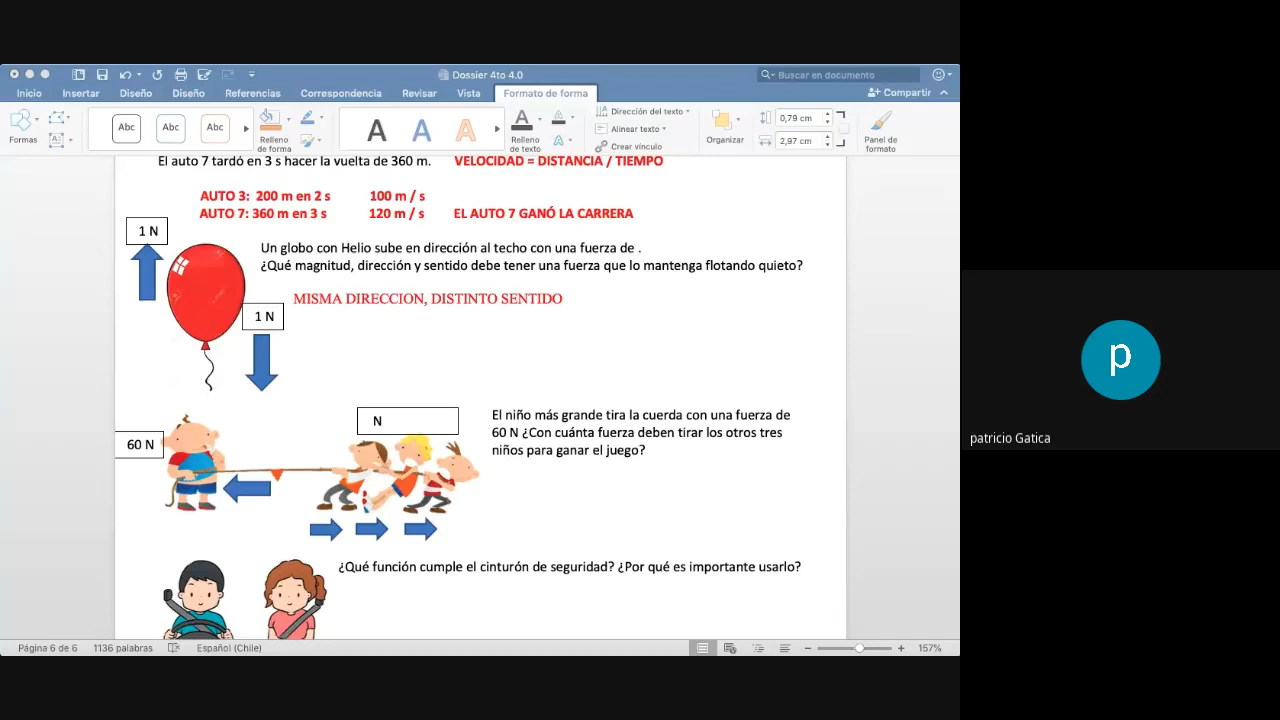 Dossier 4to 4.0
Buscar en documento
Inicio Insertar Diseño Diseño Referencias Correspondencia Revisar Vista Formato de forma
Compartir
Formas
Abc Abc Abc
Relleno de forma
A A A
Relleno de texto
Dirección del texto
Alinear texto
Crear vínculo
Organizar
0,79 cm
2,97 cm
Panel de formato
El auto 7 tardó en 3 s hacer la vuelta de 360 m. VELOCIDAD = DISTANCIA / TIEMPO
AUTO 3: 200 m en 2 s 100 m / s
AUTO 7: 360 m en 3 s 120 m / s EL AUTO 7 GANÓ LA CARRERA
1 N
Un globo con Helio sube en dirección al techo con una fuerza de .
¿Qué magnitud, dirección y sentido debe tener una fuerza que lo mantenga flotando quieto?
MISMA DIRECCION, DISTINTO SENTIDO
1 N
N
60 N
El niño más grande tira la cuerda con una fuerza de
60 N ¿Con cuánta fuerza deben tirar los otros tres
niños para ganar el juego?
¿Qué función cumple el cinturón de seguridad? ¿Por qué es importante usarlo?
Página 6 de 6 1136 palabras Español (Chile) 157%
p
patricio Gatica